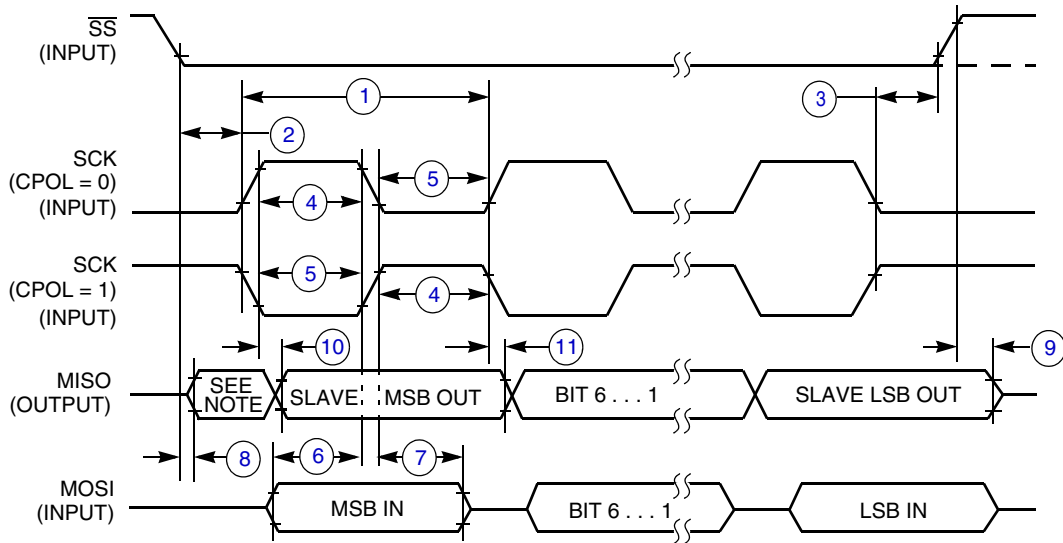 SS
(INPUT)
1
3
2
SCK
(CPOL = 0)
(INPUT)
5
4
SCK
(CPOL = 1)
(INPUT)
5
4
10
11
9
MISO
(OUTPUT)
SEE
NOTE
SLAVE
MSB OUT
BIT 6 . . . 1
SLAVE LSB OUT
8
6
7
MOSI
(INPUT)
MSB IN
BIT 6 . . . 1
LSB IN